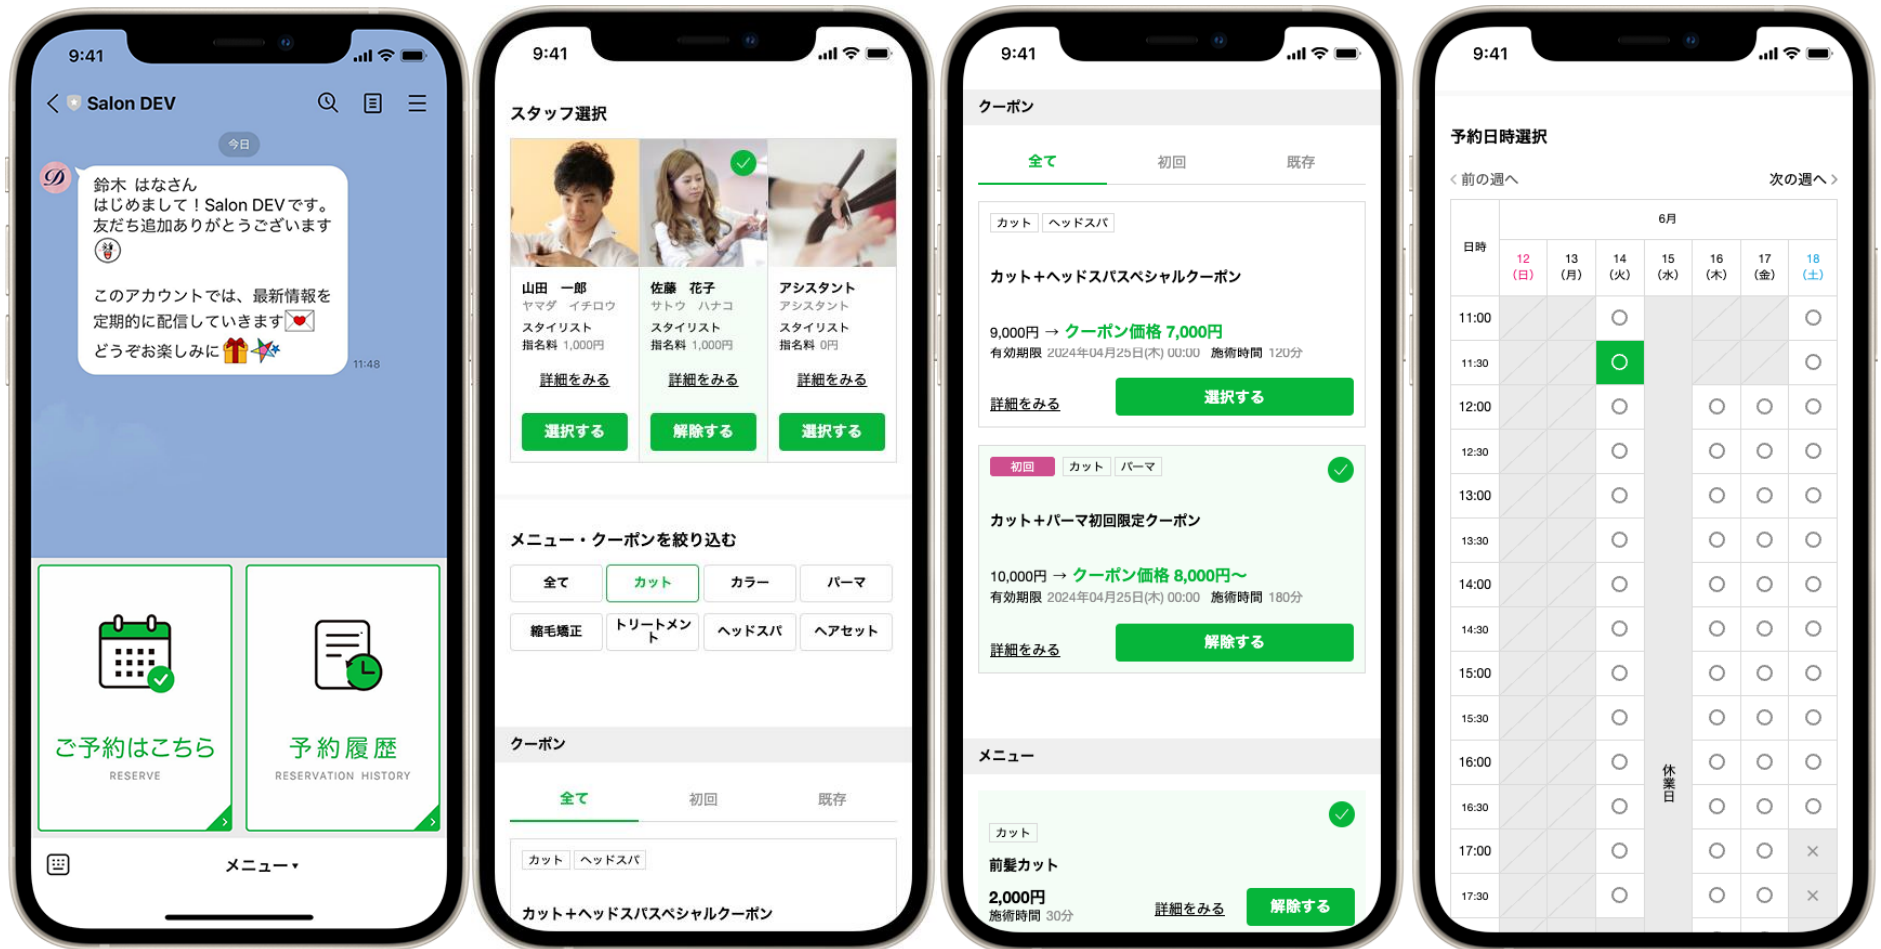 9:41
Salon DEV
今日
鈴木 はなさん
はじめまして！Salon DEVです。
友だち追加ありがとうございます
このアカウントでは、最新情報を
定期的に配信していきます
どうぞお楽しみに
11:48
ご予約はこちら
RESERVE
予約履歴
RESERVATION HISTORY
メニュー▾
9:41
スタッフ選択
山田 一郎
ヤマダ イチロウ
スタイリスト
指名料 1,000円
詳細をみる
選択する
佐藤 花子
サトウ ハナコ
スタイリスト
指名料 1,000円
詳細をみる
解除する
アシスタント
アシスタント
スタイリスト
指名料 0円
詳細をみる
選択する
メニュー・クーポンを絞り込む
全て カット カラー パーマ
縮毛矯正 トリートメン
ト ヘッドスパ ヘアセット
クーポン
全て 初回 既存
カット ヘッドスパ
カット＋ヘッドスパスペシャルクーポン
9:41
クーポン
全て 初回 既存
カット ヘッドスパ
カット＋ヘッドスパスペシャルクーポン
9,000円 → クーポン価格 7,000円
有効期限 2024年04月25日(木) 00:00 施術時間 120分
詳細をみる 選択する
初回 カット パーマ
カット＋パーマ初回限定クーポン
10,000円 → クーポン価格 8,000円〜
有効期限 2024年04月25日(木) 00:00 施術時間 180分
詳細をみる 解除する
メニュー
カット
前髪カット
2,000円
施術時間 30分
詳細をみる 解除する
9:41
予約日時選択
前の週へ 次の週へ
6月
日時
12 13 14 15 16 17 18
(日) (月) (火) (水) (木) (金) (土)
11:00 ○ ○
11:30 ○ ○
12:00 ○ ○ ○ ○
12:30 ○ ○ ○ ○
13:00 ○ ○ ○ ○
13:30 ○ ○ ○ ○
14:00 ○ ○ ○ ○
14:30 ○ ○ ○ ○
15:00 ○ ○ ○ ○
15:30 ○ ○ ○ ○
16:00 ○ ○ ○ ○
16:30 ○ ○ ○ ○
17:00 ○ ○ ○ ×
17:30 ○ ○ ○ ×
休業日